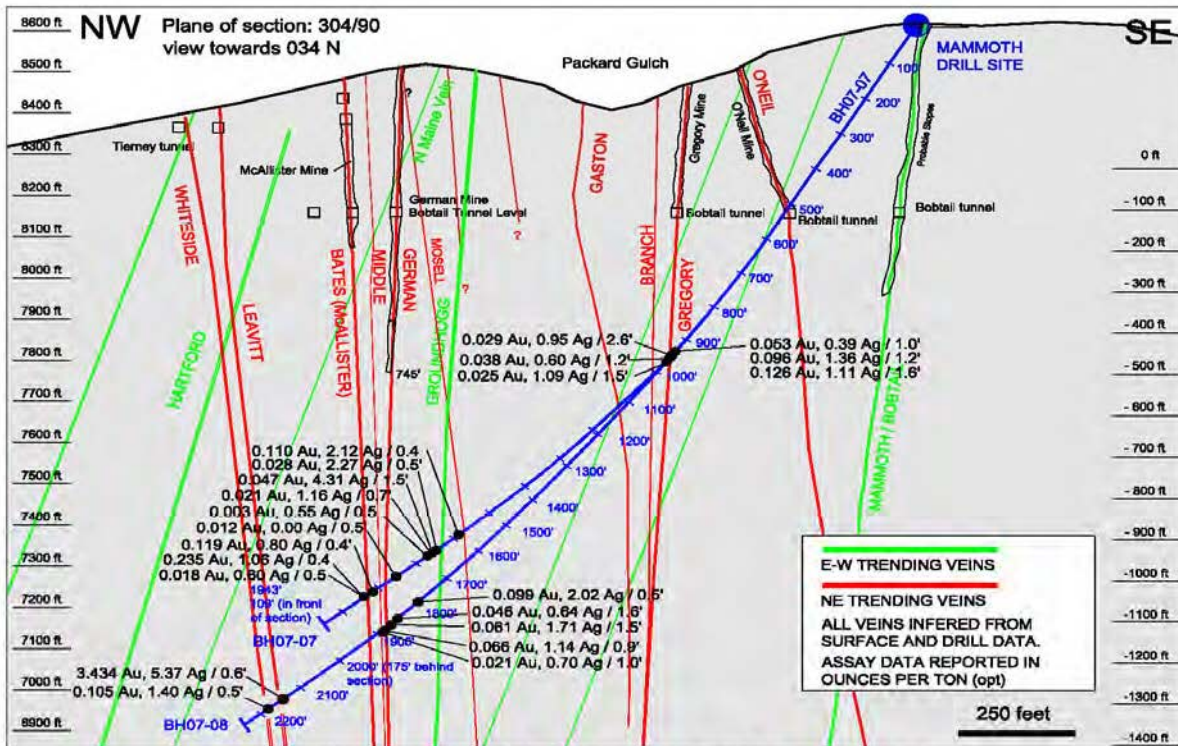 NW
Plane of section: 304/90
view towards 034 N
SE
Packard Gulch
MAMMOTH
DRILL SITE
8600 ft
8500 ft
8400 ft
8300 ft
8200 ft
8100 ft
8000 ft
7900 ft
7800 ft
7700 ft
7600 ft
7500 ft
7400 ft
7300 ft
7200 ft
7100 ft
7000 ft
8900 ft
0 ft
- 100 ft
- 200 ft
- 300 ft
- 400 ft
- 500 ft
- 600 ft
- 700 ft
- 800 ft
- 900 ft
-1000 ft
-1100 ft
-1200 ft
-1300 ft
-1400 ft
Tierney tunnel
McAllister Mine
German Mine
Bobtail Tunnel Level
N Maine Vein
?
?
?
Gregory Mine
O'NEIL
O'Neil Mine
Probable Stopes
Bobtail tunnel
Bobtail tunnel
Bobtail tunnel
WHITESIDE
LEAVITT
HARTFORD
BATES (McALLISTER)
MIDDLE
GERMAN
MOSELL
GROUNDHOGG
GASTON
BRANCH
GREGORY
MAMMOTH / BOBTAIL
745'
BH07-07
100'
200'
300'
400'
500'
600'
700'
800'
900'
000'
1100'
1200'
1300'
1400'
1500'
1600'
1700'
1800'
1900'
2000' (175' behind
section)
2100'
2200'
0.029 Au, 0.95 Ag / 2.6'
0.038 Au, 0.60 Ag / 1.2'
0.025 Au, 1.09 Ag / 1.5'
0.053 Au, 0.39 Ag / 1.0'
0.096 Au, 1.36 Ag / 1.2'
0.126 Au, 1.11 Ag / 1.6'
0.110 Au, 2.12 Ag / 0.4
0.028 Au, 2.27 Ag / 0.5'
0.047 Au, 4.31 Ag / 1.5'
0.021 Au, 1.16 Ag / 0.7'
0.003 Au, 0.55 Ag / 0.5
0.012 Au, 0.00 Ag / 0.5
0.119 Au, 0.80 Ag / 0.4'
0.235 Au, 1.06 Ag / 0.4
0.018 Au, 0.60 Ag / 0.5
1943'
109' (in front
of section)
BH07-07
0.099 Au, 2.02 Ag / 0.5'
0.046 Au, 0.64 Ag / 1.6'
0.061 Au, 1.71 Ag / 1.5'
0.066 Au, 1.14 Ag / 0.9'
0.021 Au, 0.70 Ag / 1.0'
3.434 Au, 5.37 Ag / 0.6'
0.105 Au, 1.40 Ag / 0.5'
BH07-08
E-W TRENDING VEINS
NE TRENDING VEINS
ALL VEINS INFERED FROM
SURFACE AND DRILL DATA.
ASSAY DATA REPORTED IN
OUNCES PER TON (opt)
250 feet